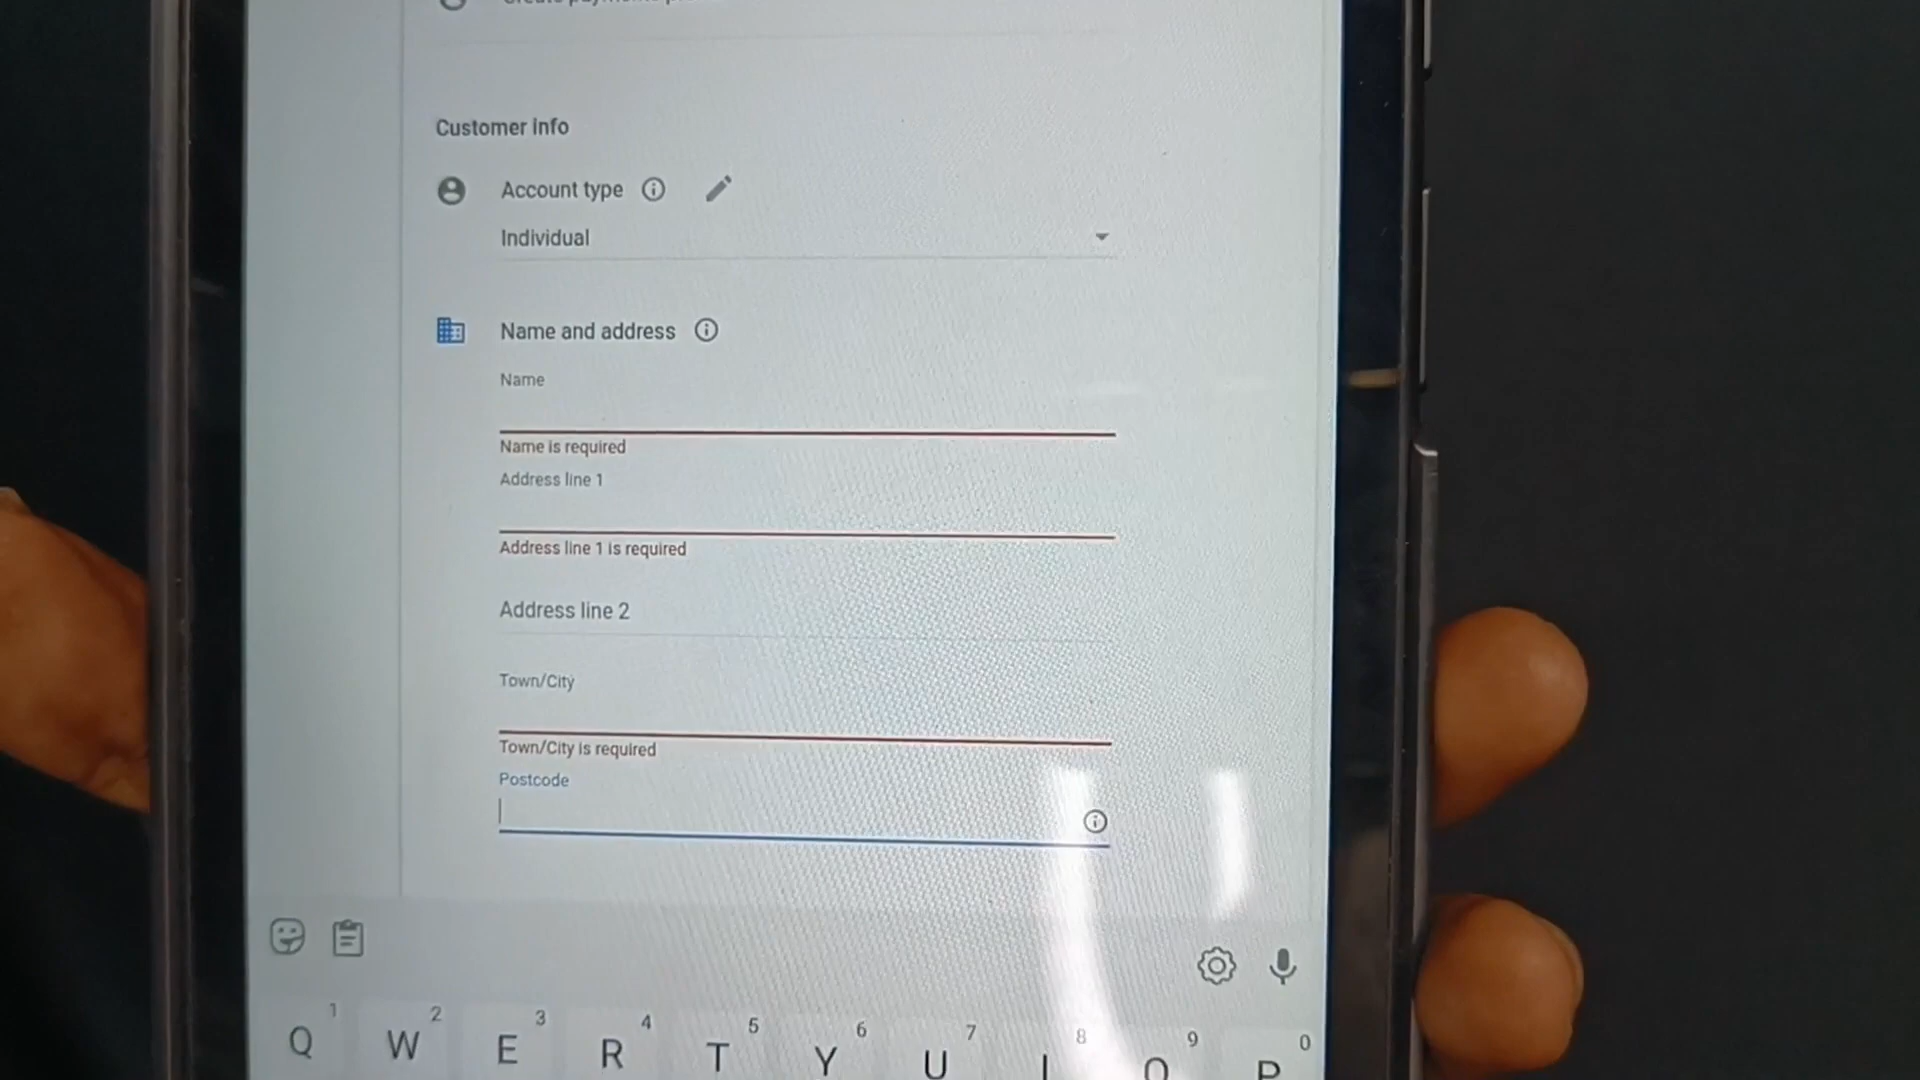 Create payments
Customer info
Account type
Individual
Name and address
Name
Name is required
Address line 1
Address line 1 is required
Address line 2
Town/City
Town/City is required
Postcode
1 2 3 4 5 6 7 8 9 0
Q W E R T Y U I O P